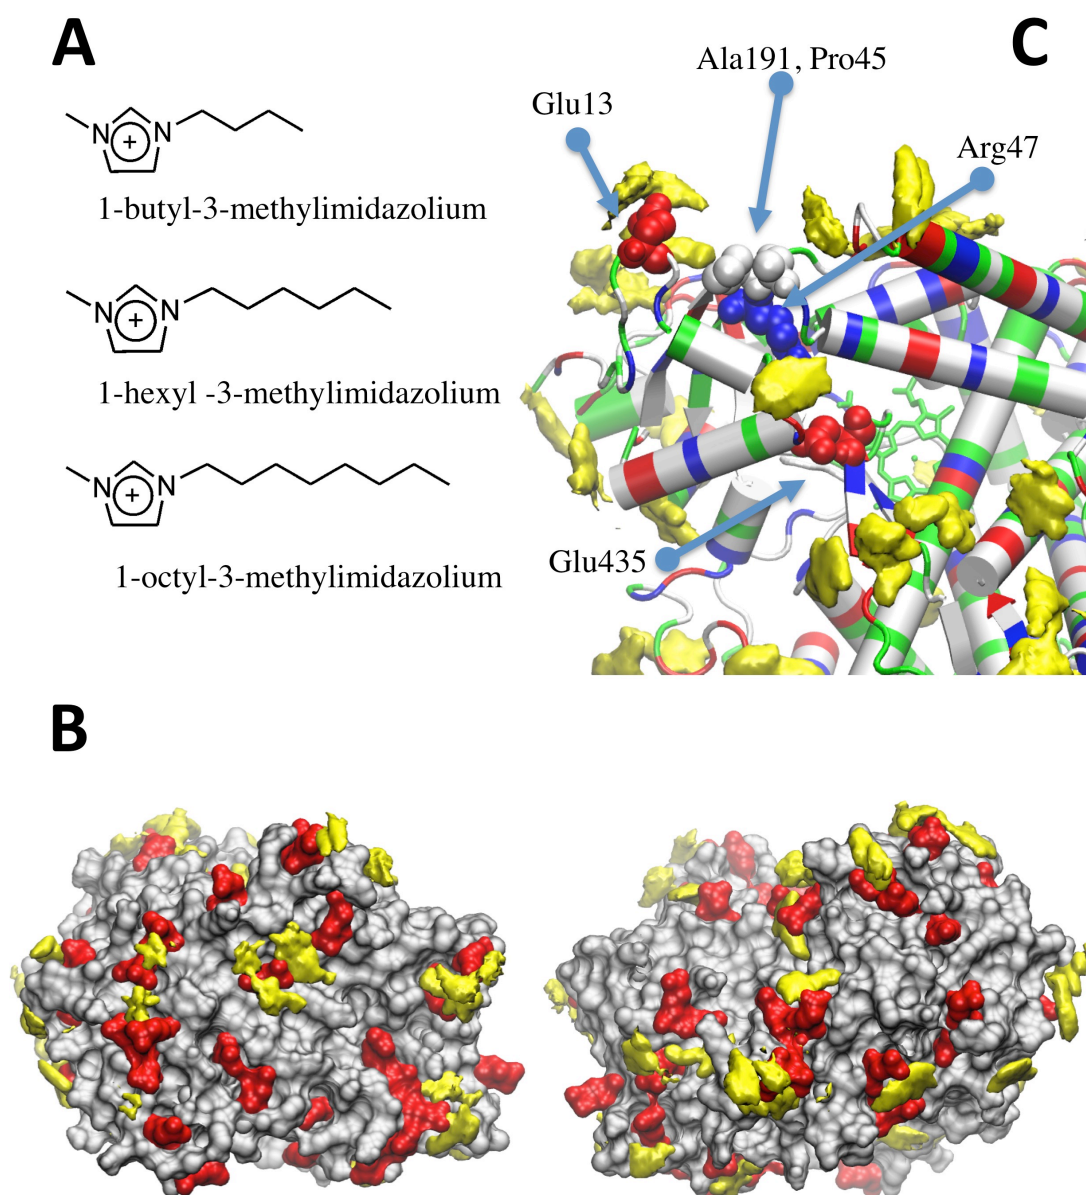 A
N
N
+
1-butyl-3-methylimidazolium
N
N
+
1-hexyl -3-methylimidazolium
N
N
+
1-octyl-3-methylimidazolium
C
Ala191, Pro45
Glu13
Arg47
Glu435
B